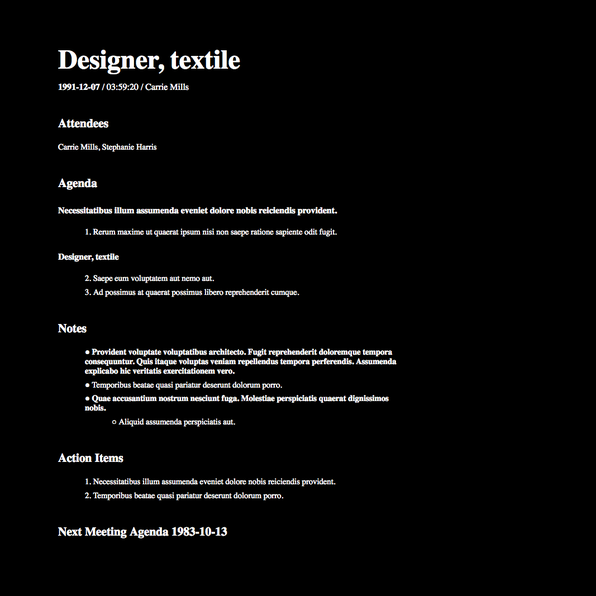 Designer, textile
1991-12-07 / 03:59:20 / Carrie Mills
Attendees
Carrie Mills, Stephanie Harris
Agenda
Necessitatibus illum assumenda eveniet dolore nobis reiciendis provident.
1. Rerum maxime ut quaerat ipsum nisi non saepe ratione sapiente odit fugit.
Designer, textile
2. Saepe eum voluptatem aut nemo aut.
3. Ad possimus at quaerat possimus libero reprehenderit cumque.
Notes
● Provident voluptate voluptatibus architecto. Fugit reprehenderit doloremque tempora
consequuntur. Quis itaque voluptas veniam repellendus tempora perferendis. Assumenda
explicabo hic veritatis exercitationem vero.
● Temporibus beatae quasi pariatur deserunt dolorum porro.
● Quae accusantium nostrum nesciunt fuga. Molestiae perspiciatis quaerat dignissimos
nobis.
○ Aliquid assumenda perspiciatis aut.
Action Items
1. Necessitatibus illum assumenda eveniet dolore nobis reiciendis provident.
2. Temporibus beatae quasi pariatur deserunt dolorum porro.
Next Meeting Agenda 1983-10-13